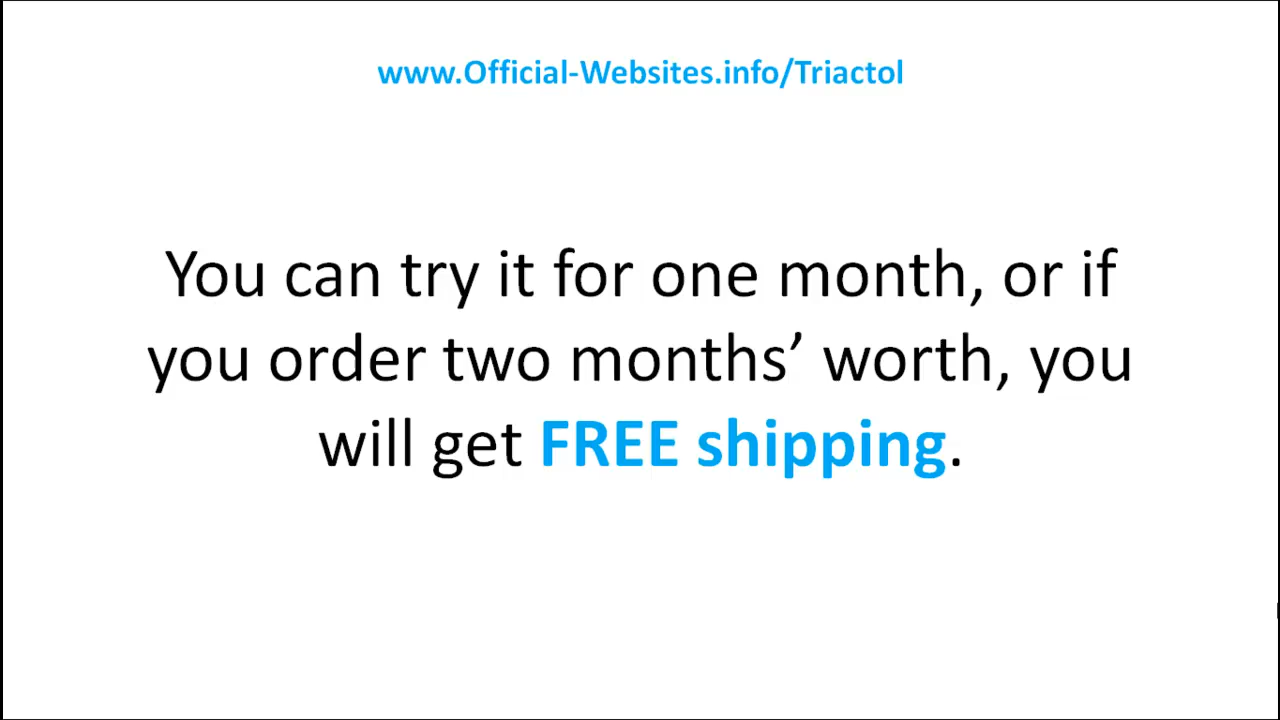 www.Official-Websites.info/Triactol
You can try it for one month, or if
you order two months’ worth, you
will get FREE shipping.